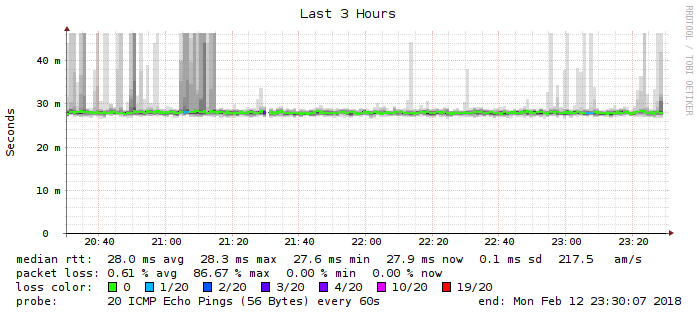 Last 3 Hours
RRDTOOL / TOBI OETIKER
Seconds
40 m
30 m
20 m
10 m
0
20:40 21:00 21:20 21:40 22:00 22:20 22:40 23:00 23:20
median rtt: 28.0 ms avg 28.3 ms max 27.6 ms min 27.9 ms now 0.1 ms sd 217.5 am/s
packet loss: 0.61 % avg 86.67 % max 0.00 % min 0.00 % now
loss color: 0 1/20 2/20 3/20 4/20 10/20 19/20
probe: 20 ICMP Echo Pings (56 Bytes) every 60s end: Mon Feb 12 23:30:07 2018